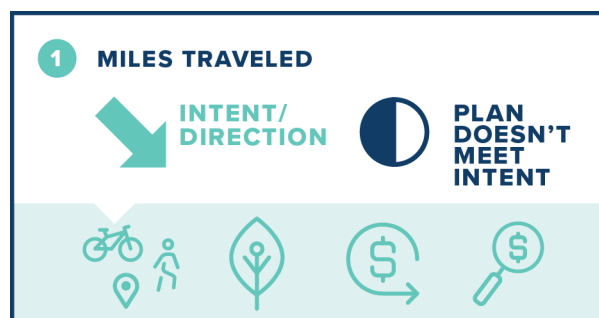 1 MILES TRAVELED
INTENT/
DIRECTION
PLAN
DOESN'T
MEET
INTENT
$
$